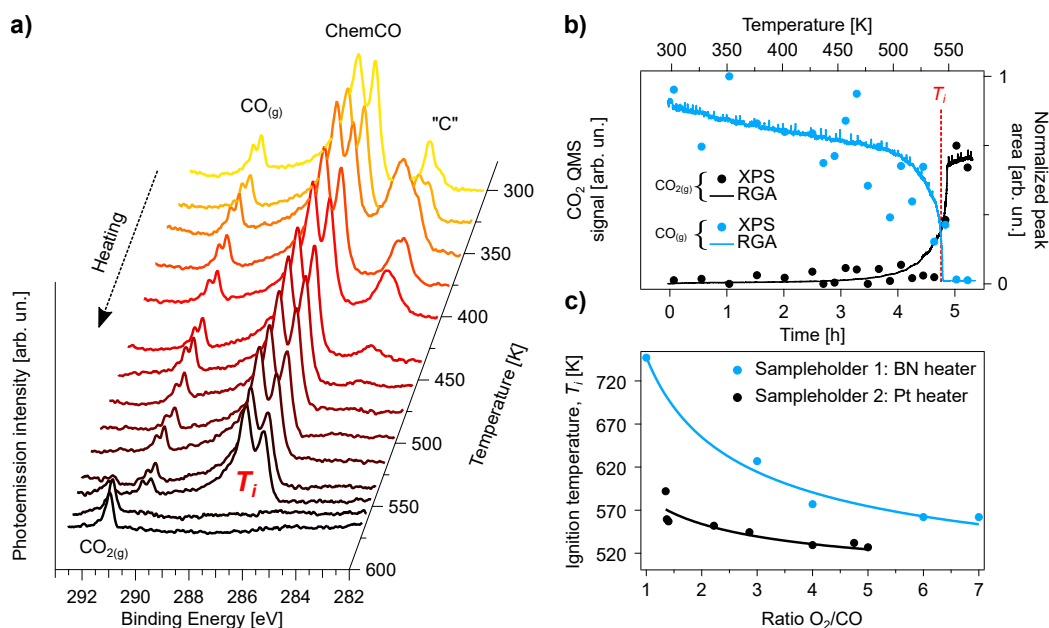 a)
ChemCO
CO(g)
"C"
Heating
300
350
400
450
500
550
600
Temperature [K]
Photoemission intensity [arb. un.]
Ti
CO2(g)
292 290 288 286 284 282
Binding Energy [eV]
b)
Temperature [K]
300 350 400 450 500 550
CO2 QMS
signal [arb. un.]
Ti
1
0
Normalized peak
area [arb. un.]
CO2(g) { XPS
RGA
CO(g) { XPS
RGA
0 1 2 3 4 5
Time [h]
c)
Ignition temperature, Ti [K]
720
670
620
570
520
Sampleholder 1: BN heater
Sampleholder 2: Pt heater
1 2 3 4 5 6 7
Ratio O2/CO